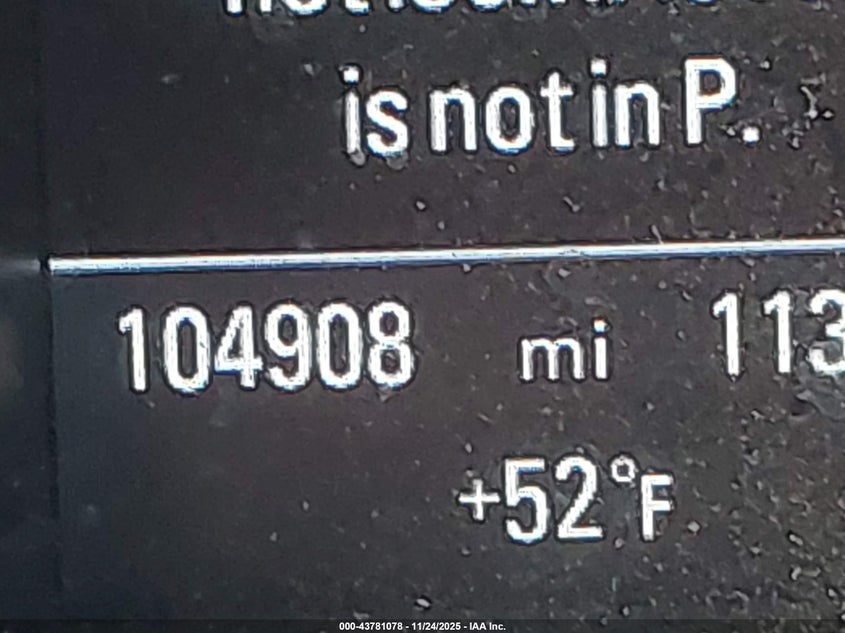 is not in P.
104908 mi 113
+52°F
000-43781078 - 11/24/2025 - IAA Inc.